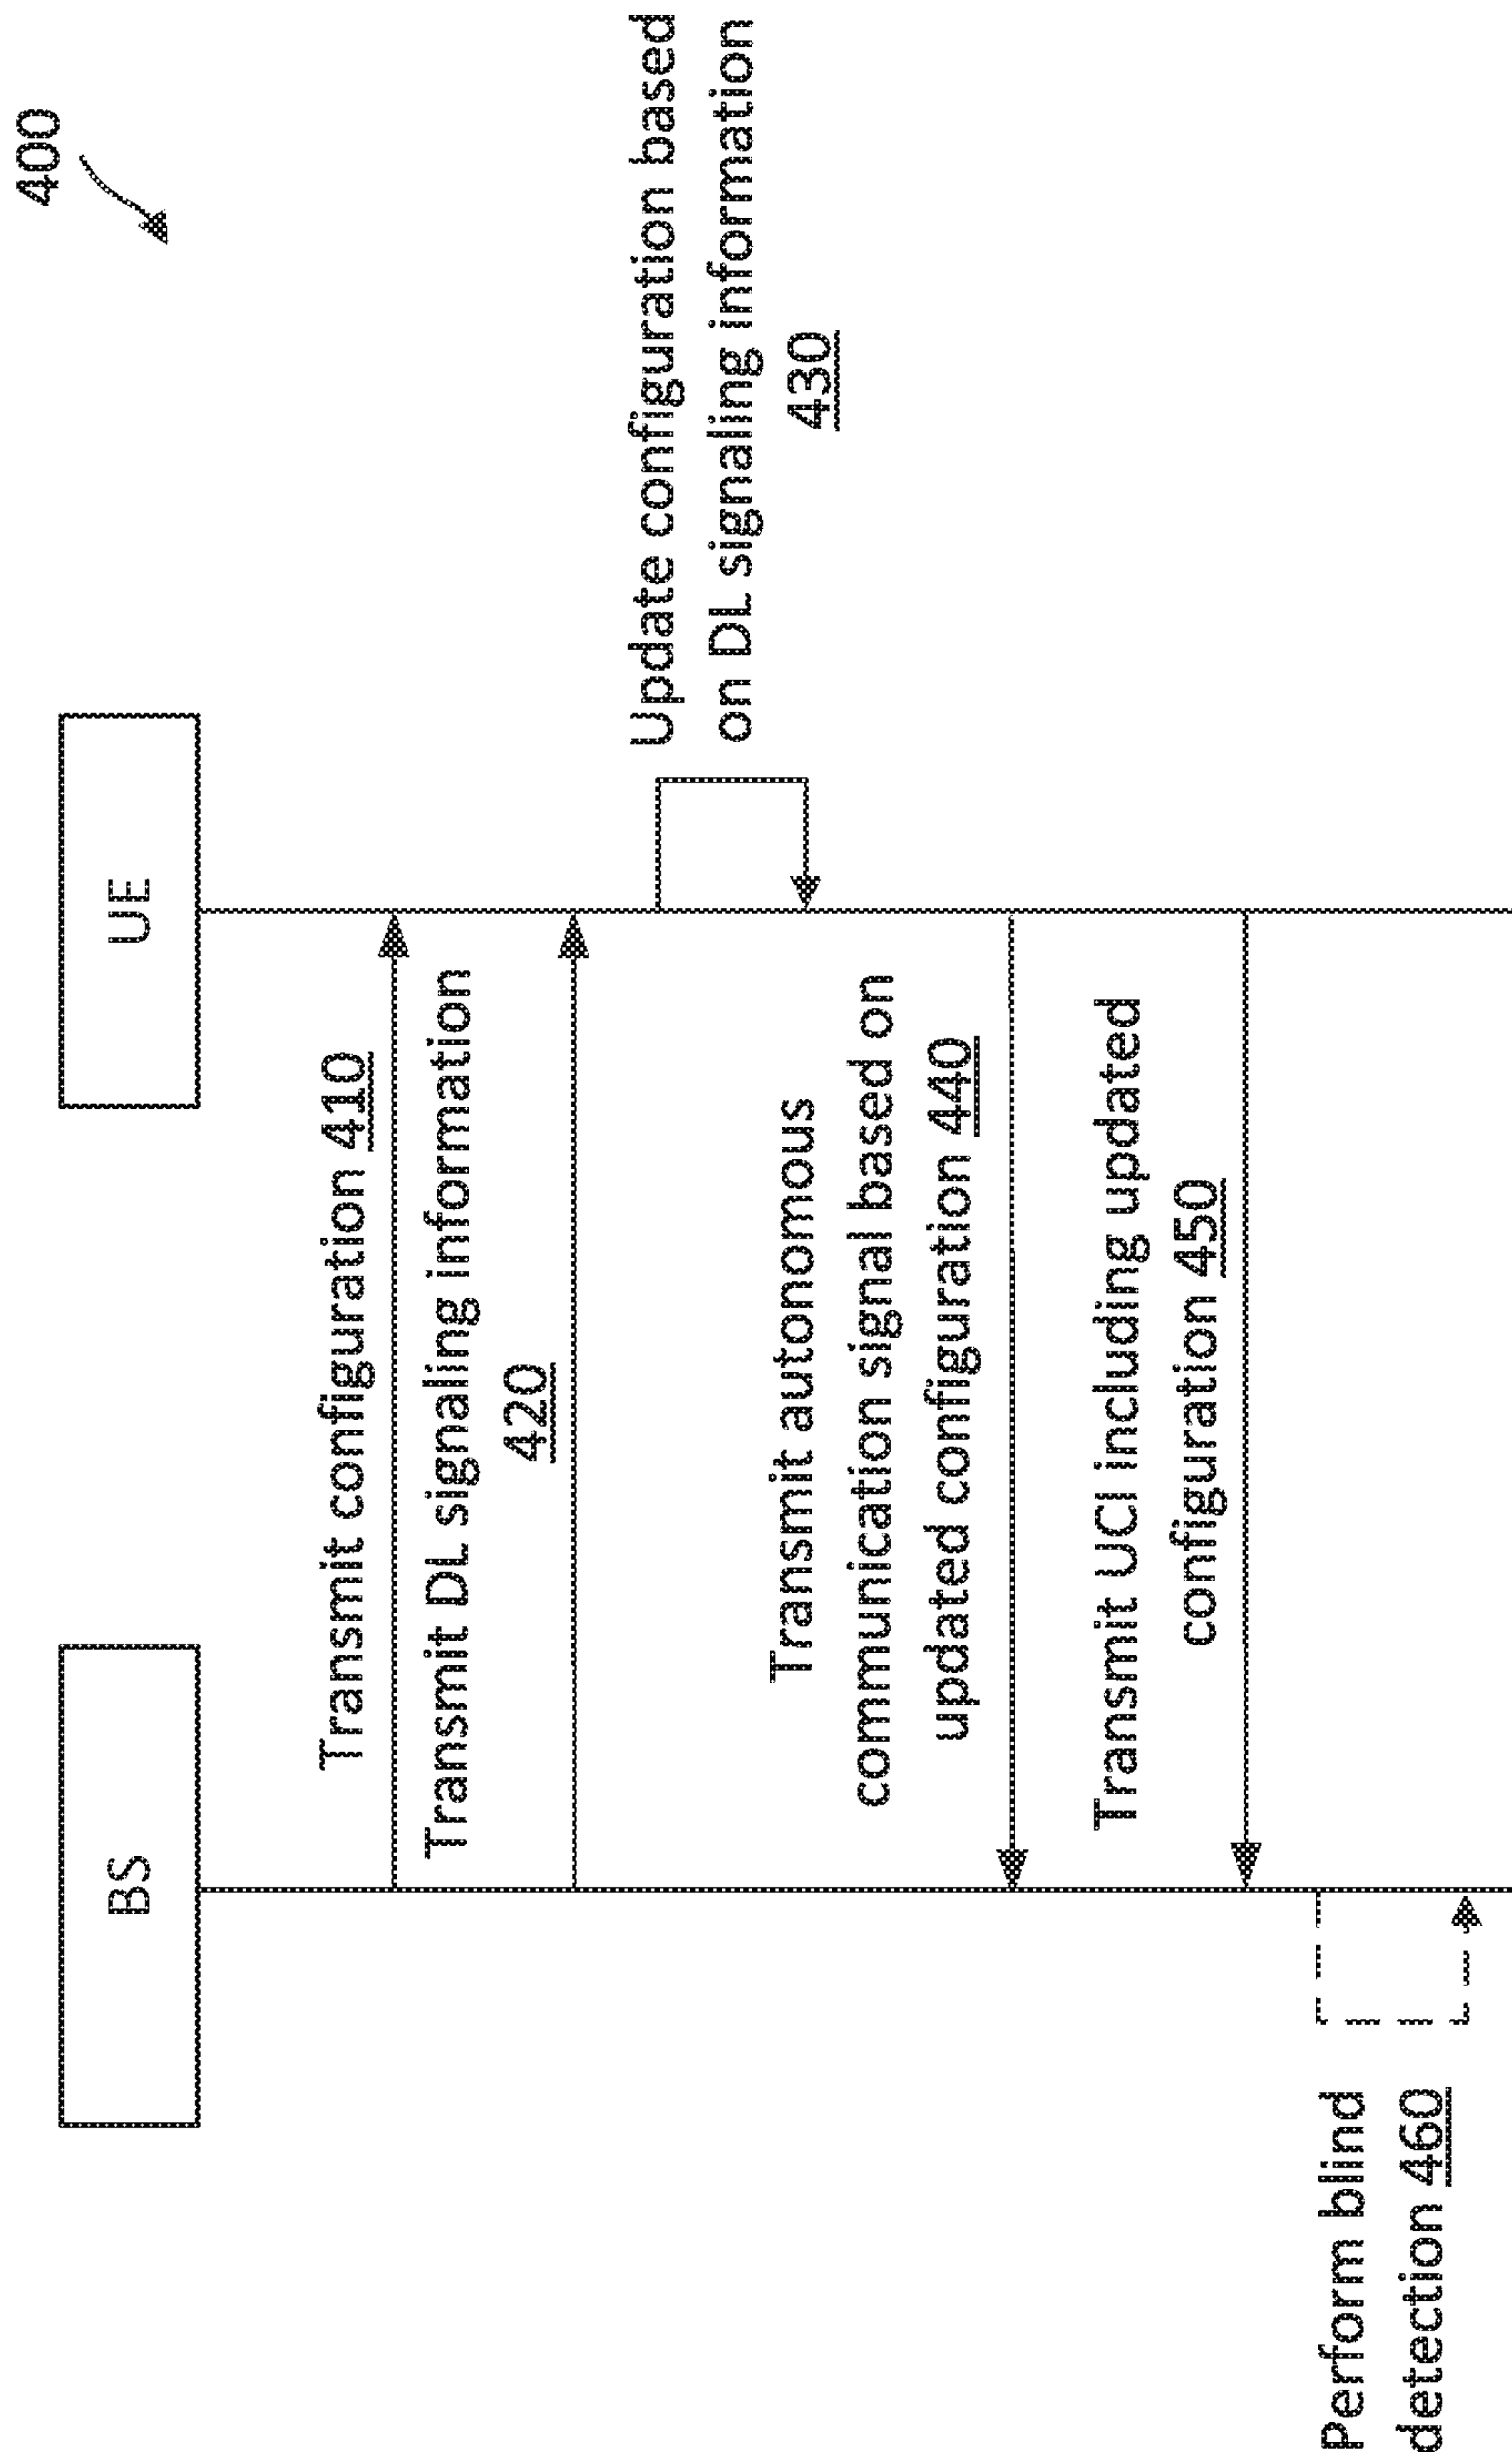 400
BS
UE
Transmit configuration 410
Transmit DL signaling information
420
Update configuration based
on DL signaling information
430
Transmit autonomous
communication signal based on
updated configuration 440
Transmit UCI including updated
configuration 450
Perform blind
detection 460